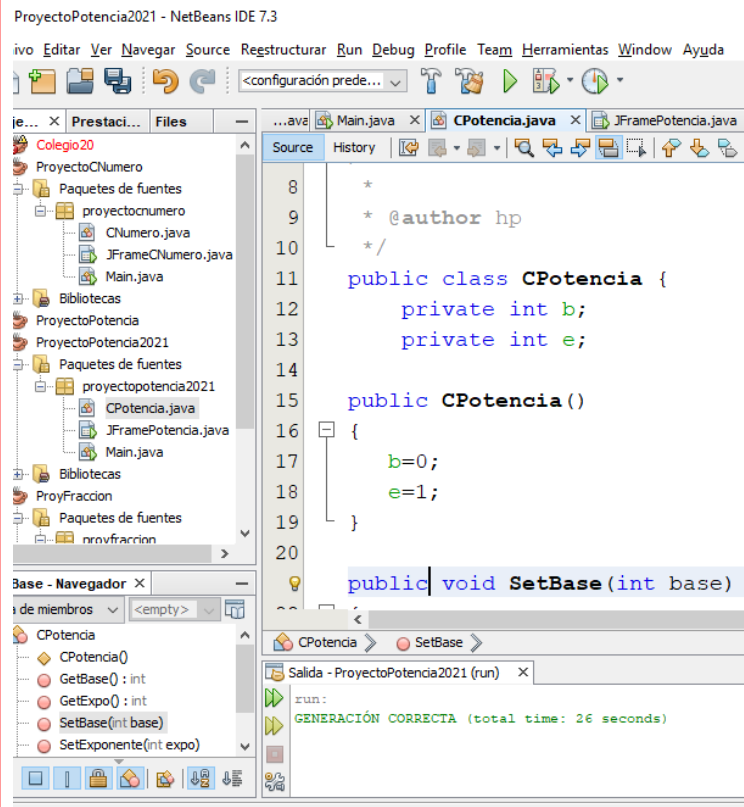 ProyectoPotencia2021 - NetBeans IDE 7.3
ivo Editar Ver Navegar Source Reestructurar Run Debug Profile Team Herramientas Window Ayuda
<configuración prede...
je... Prestaci... Files
Colegio20
ProyectoCNumero
Paquetes de fuentes
proyectocnumero
CNumero.java
JFrameCNumero.java
Main.java
Bibliotecas
ProyectoPotencia
ProyectoPotencia2021
Paquetes de fuentes
proyectopotencia2021
CPotencia.java
JFramePotencia.java
Main.java
Bibliotecas
ProyFraccion
Paquetes de fuentes
proyfraccion
...ava Main.java CPotencia.java JFramePotencia.java
Source History
8 *
9 * @author hp
10 */
11 public class CPotencia {
12 private int b;
13 private int e;
14
15 public CPotencia()
16 {
17 b=0;
18 e=1;
19 }
20
public void SetBase(int base)
CPotencia SetBase
Base - Navegador
a de miembros <empty>
CPotencia
CPotencia()
GetBase() : int
GetExpo() : int
SetBase(int base)
SetExponente(int expo)
Salida - ProyectoPotencia2021 (run)
run:
GENERACIÓN CORRECTA (total time: 26 seconds)